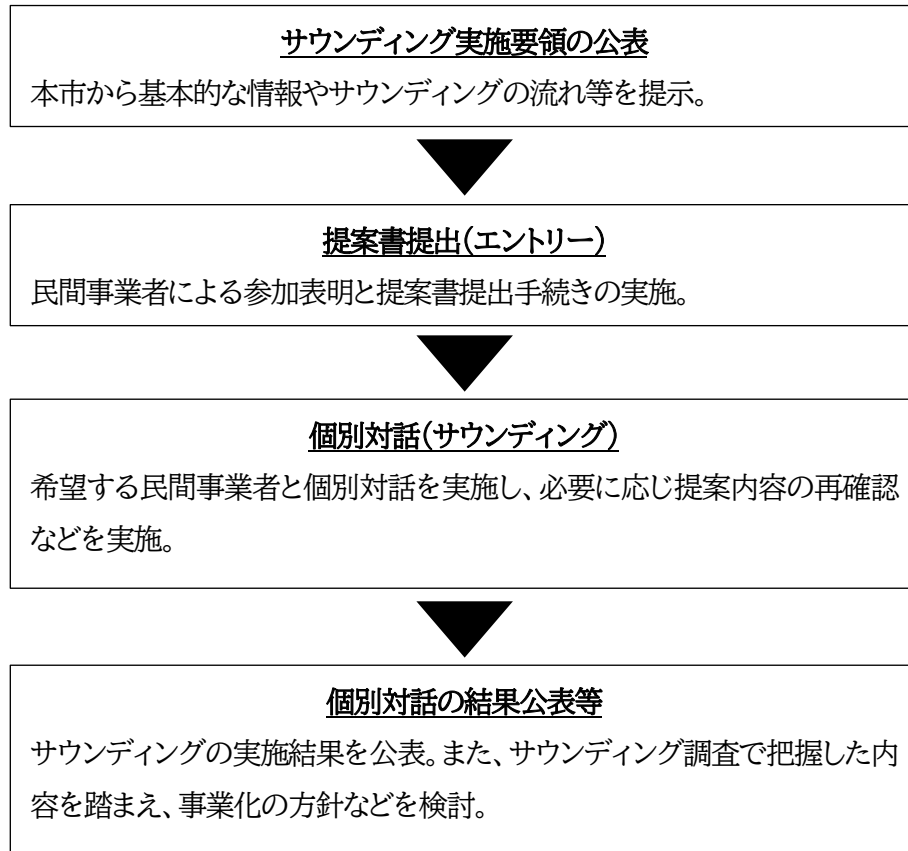 サウンディング実施要領の公表
本市から基本的な情報やサウンディングの流れ等を提示。
提案書提出(エントリー)
民間事業者による参加表明と提案書提出手続きの実施。
個別対話(サウンディング)
希望する民間事業者と個別対話を実施し、必要に応じ提案内容の再確認
などを実施。
個別対話の結果公表等
サウンディングの実施結果を公表。また、サウンディング調査で把握した内
容を踏まえ、事業化の方針などを検討。